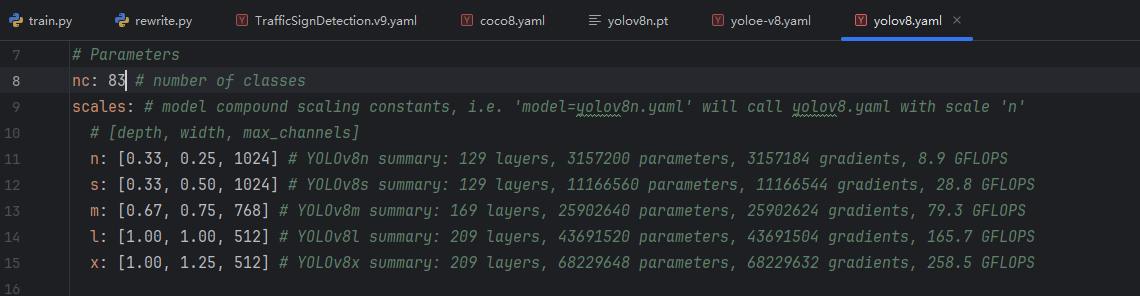 train.py rewrite.py TrafficSignDetection.v9.yaml coco8.yaml yolov8n.pt yoloe-v8.yaml yolov8.yaml
7 # Parameters
8 nc: 83 # number of classes
9 scales: # model compound scaling constants, i.e. 'model=yolov8n.yaml' will call yolov8.yaml with scale 'n'
10 # [depth, width, max_channels]
11 n: [0.33, 0.25, 1024] # YOLOv8n summary: 129 layers, 3157200 parameters, 3157184 gradients, 8.9 GFLOPS
12 s: [0.33, 0.50, 1024] # YOLOv8s summary: 129 layers, 11166560 parameters, 11166544 gradients, 28.8 GFLOPS
13 m: [0.67, 0.75, 768] # YOLOv8m summary: 169 layers, 25902640 parameters, 25902624 gradients, 79.3 GFLOPS
14 l: [1.00, 1.00, 512] # YOLOv8l summary: 209 layers, 43691520 parameters, 43691504 gradients, 165.7 GFLOPS
15 x: [1.00, 1.25, 512] # YOLOv8x summary: 209 layers, 68229648 parameters, 68229632 gradients, 258.5 GFLOPS
16